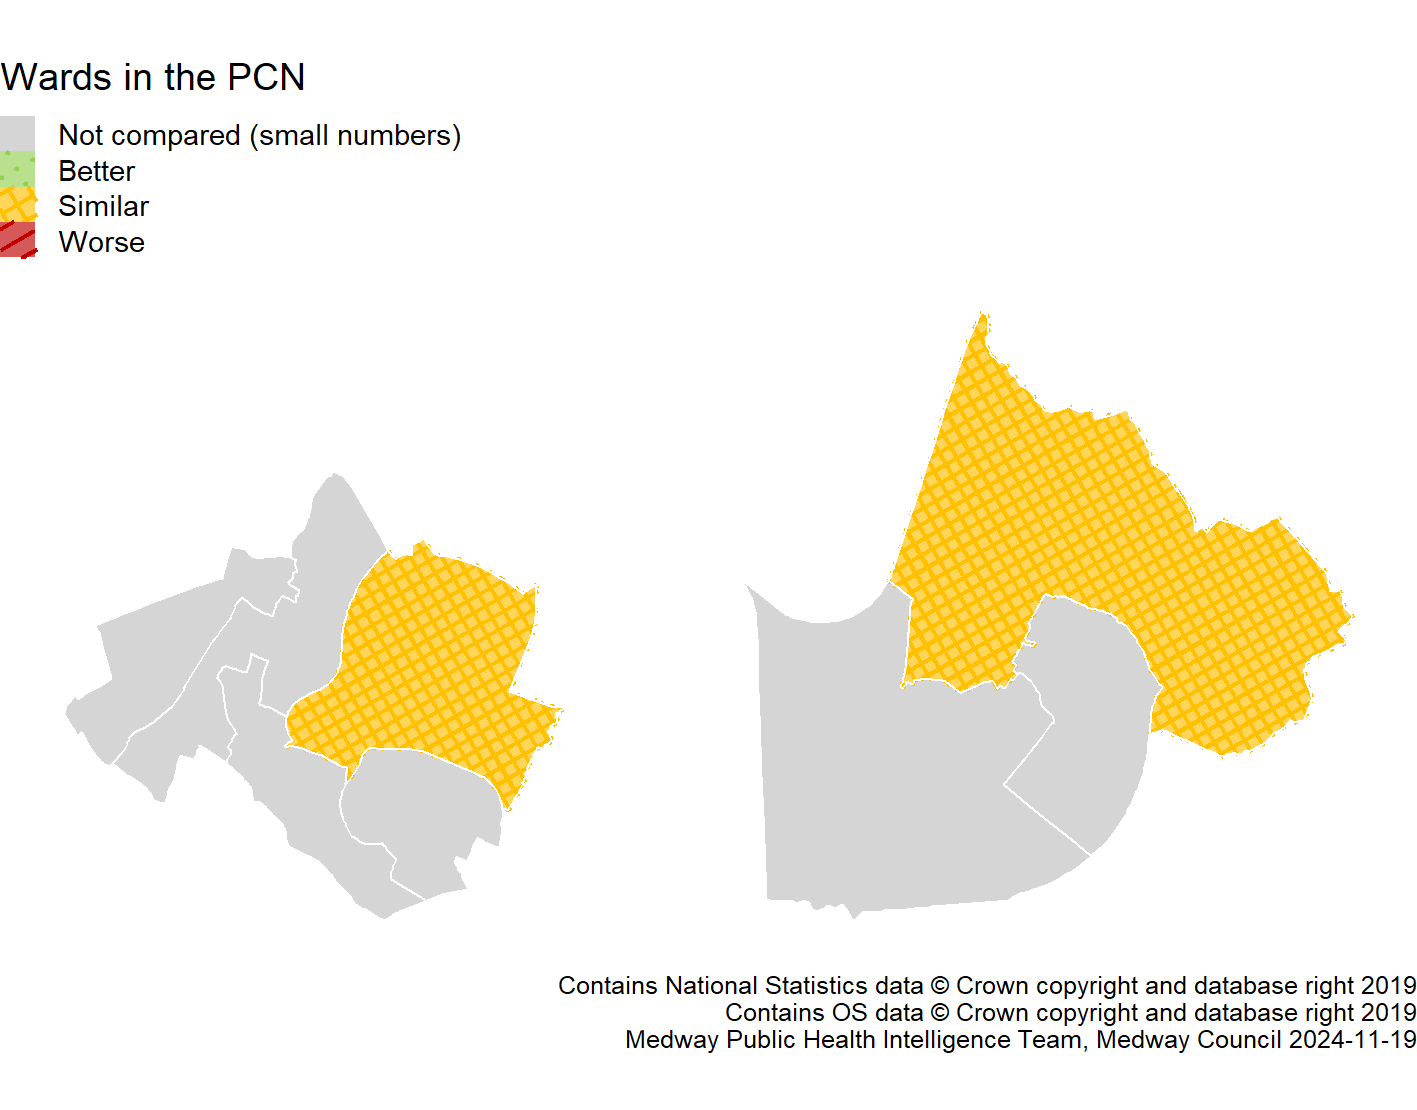 Wards in the PCN
Not compared (small numbers)
Better
Similar
Worse
Contains National Statistics data © Crown copyright and database right 2019
Contains OS data © Crown copyright and database right 2019
Medway Public Health Intelligence Team, Medway Council 2024-11-19